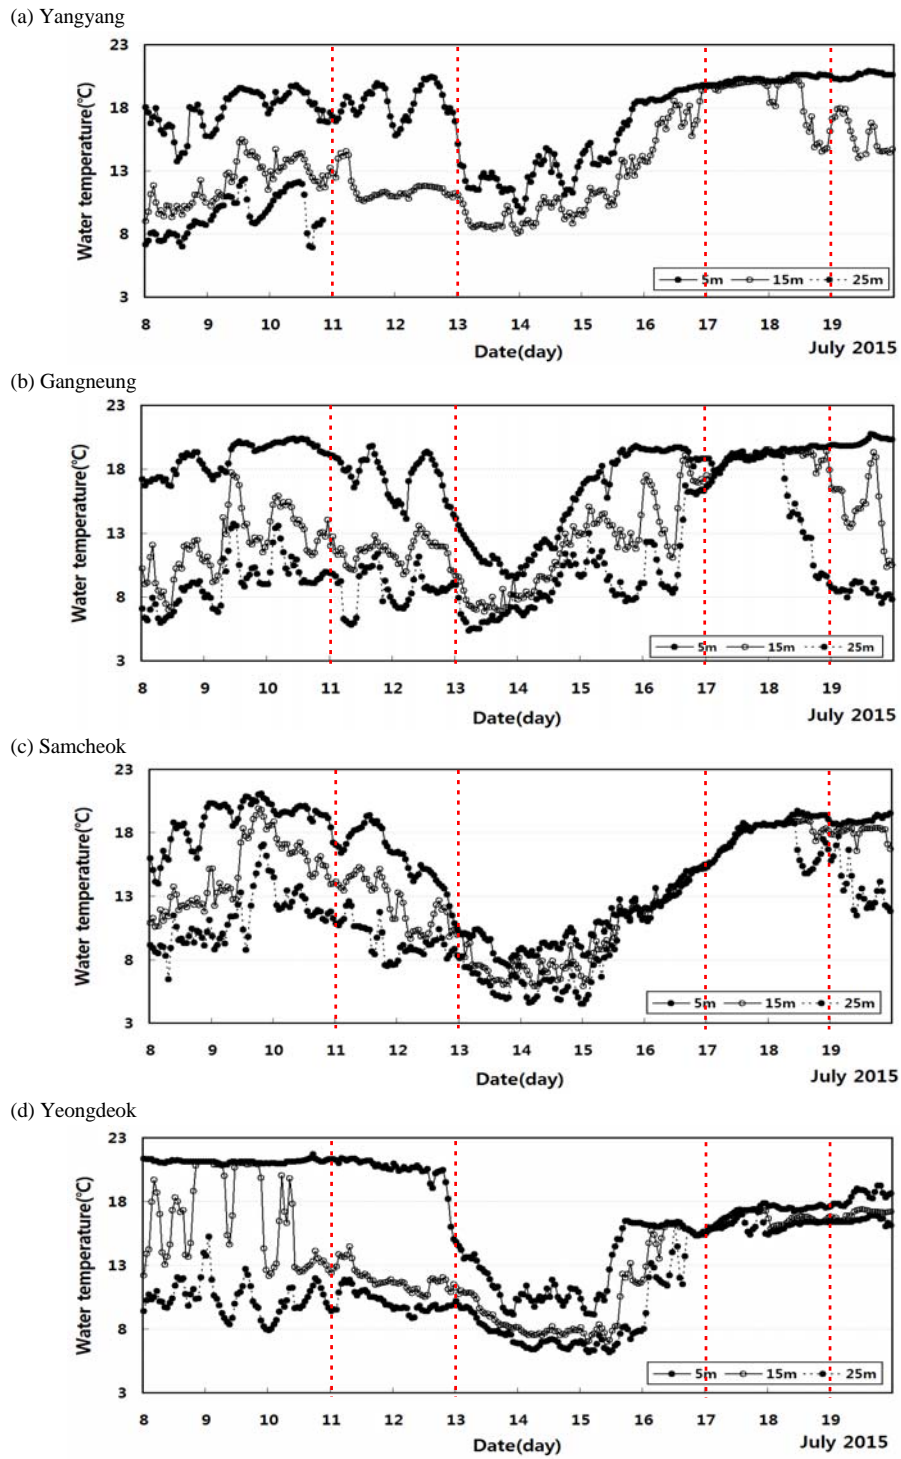 (a) Yangyang
23
18
13
8
3
Water temperature(℃)
5m 15m 25m
8 9 10 11 12 13 14 15 16 17 18 19
Date(day)
July 2015
(b) Gangneung
23
18
13
8
3
Water temperature(℃)
5m 15m 25m
8 9 10 11 12 13 14 15 16 17 18 19
Date(day)
July 2015
(c) Samcheok
23
18
13
8
3
Water temperature(℃)
5m 15m 25m
8 9 10 11 12 13 14 15 16 17 18 19
Date(day)
July 2015
(d) Yeongdeok
23
18
13
8
3
Water temperature(℃)
5m 15m 25m
8 9 10 11 12 13 14 15 16 17 18 19
Date(day)
July 2015